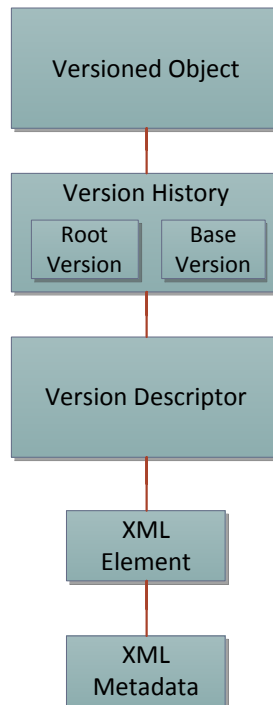 Versioned Object
Version History
Root
Version
Base
Version
Version Descriptor
XML
Element
XML
Metadata